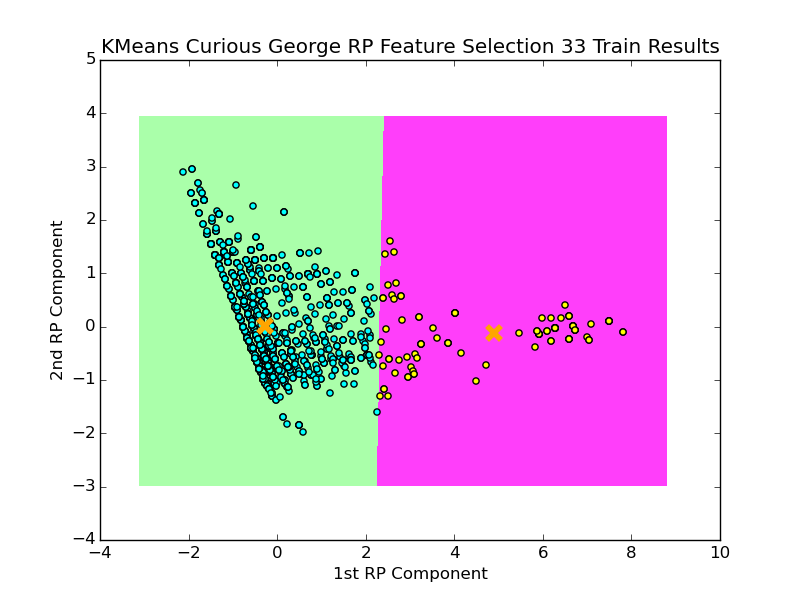 KMeans Curious George RP Feature Selection 33 Train Results
5
4
3
2
1
0
−1
−2
−3
−4
2nd RP Component
−4 −2 0 2 4 6 8 10
1st RP Component